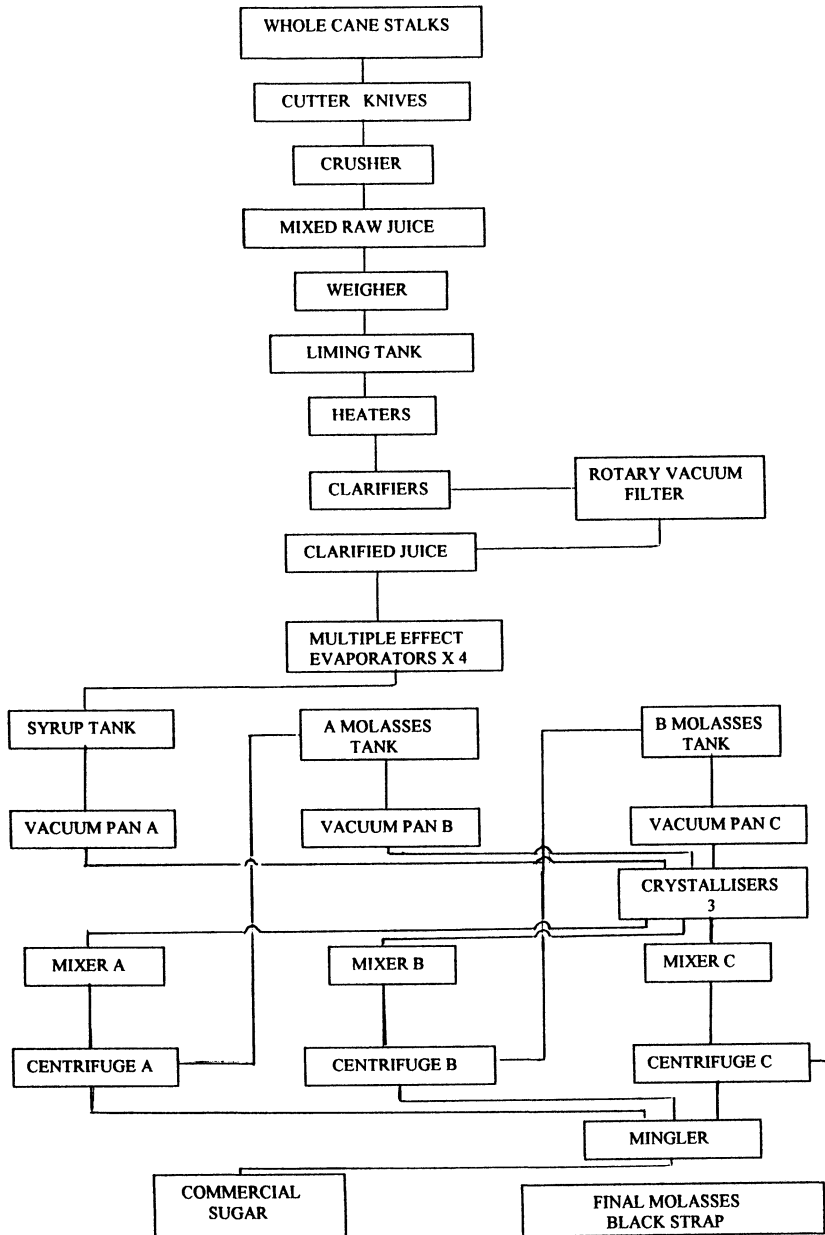 WHOLE CANE STALKS
CUTTER KNIVES
CRUSHER
MIXED RAW JUICE
WEIGHER
LIMING TANK
HEATERS
CLARIFIERS
ROTARY VACUUM
FILTER
CLARIFIED JUICE
MULTIPLE EFFECT
EVAPORATORS X 4
SYRUP TANK
A MOLASSES
TANK
B MOLASSES
TANK
VACUUM PAN A
VACUUM PAN B
VACUUM PAN C
CRYSTALLISERS
3
MIXER A
MIXER B
MIXER C
CENTRIFUGE A
CENTRIFUGE B
CENTRIFUGE C
MINGLER
COMMERCIAL
SUGAR
FINAL MOLASSES
BLACK STRAP